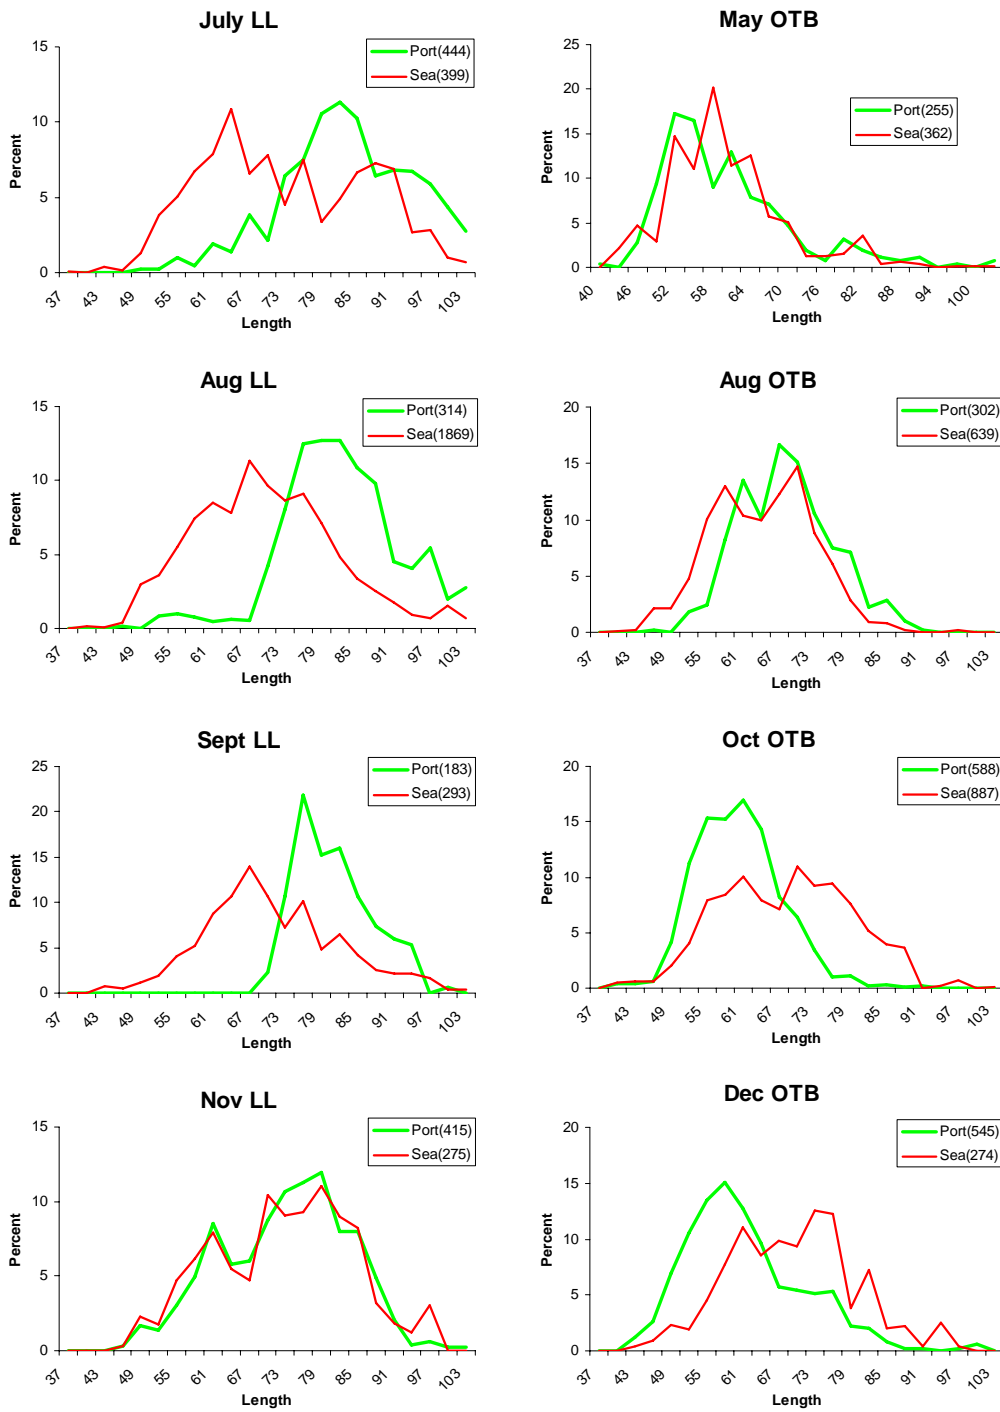 July LL
Port(444)
Sea(399)
15
10
5
0
Percent
37 43 49 55 61 67 73 79 85 91 97 103
Length
May OTB
Port(255)
Sea(362)
25
20
15
10
5
0
Percent
40 46 52 58 64 70 76 82 88 94 100
Length
Aug LL
Port(314)
Sea(1869)
15
10
5
0
Percent
37 43 49 55 61 67 73 79 85 91 97 103
Length
Aug OTB
Port(302)
Sea(639)
20
15
10
5
0
Percent
37 43 49 55 61 67 73 79 85 91 97 103
Length
Sept LL
Port(183)
Sea(293)
25
20
15
10
5
0
Percent
37 43 49 55 61 67 73 79 85 91 97 103
Length
Oct OTB
Port(588)
Sea(887)
20
15
10
5
0
Percent
37 43 49 55 61 67 73 79 85 91 97 103
Length
Nov LL
Port(415)
Sea(275)
15
10
5
0
Percent
37 43 49 55 61 67 73 79 85 91 97 103
Length
Dec OTB
Port(545)
Sea(274)
20
15
10
5
0
Percent
37 43 49 55 61 67 73 79 85 91 97 103
Length